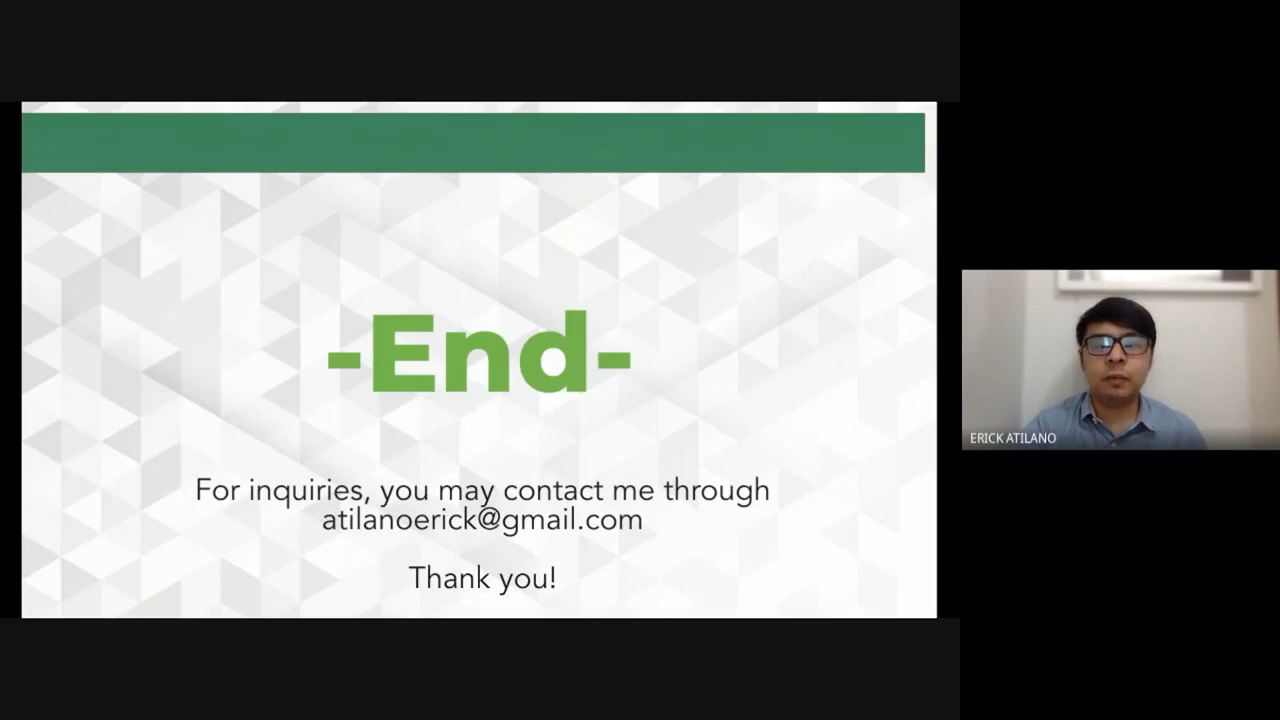 -End-
For inquiries, you may contact me through
atilanoerick@gmail.com
Thank you!
ERICK ATILANO